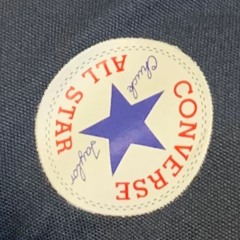 CONVERSE
ALL STAR
Chuck
Taylor